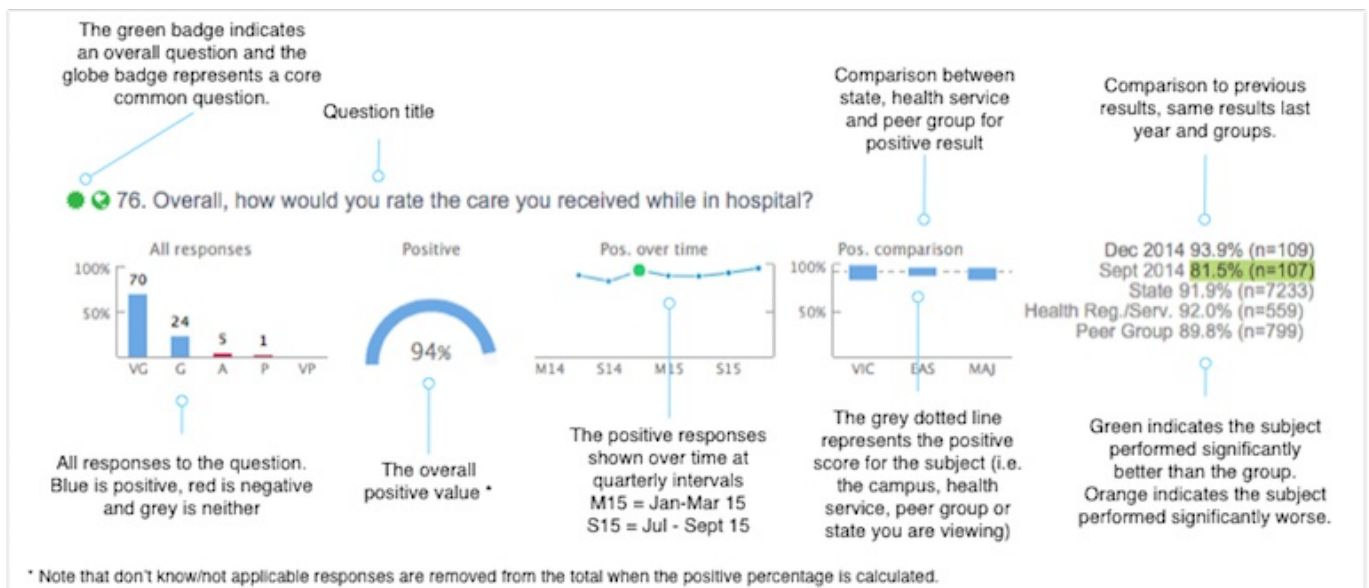 The green badge indicates
an overall question and the
globe badge represents a core
common question.
Question title
Comparison between
state, health service
and peer group for
positive result
Comparison to previous
results, same results last
year and groups.
76. Overall, how would you rate the care you received while in hospital?
All responses
100%
50%
70
24
5
1
VG
G
A
P
VP
Positive
94%
Pos. over time
M14
S14
M15
S15
Pos. comparison
100%
50%
VIC
EAS
MAJ
Dec 2014 93.9% (n=109)
Sept 2014 81.5% (n=107)
State 91.9% (n=7233)
Health Reg./Serv. 92.0% (n=559)
Peer Group 89.8% (n=799)
All responses to the question.
Blue is positive, red is negative
and grey is neither
The overall
positive value *
The positive responses
shown over time at
quarterly intervals
M15 = Jan-Mar 15
S15 = Jul - Sept 15
The grey dotted line
represents the positive
score for the subject (i.e.
the campus, health
service, peer group or
state you are viewing)
Green indicates the subject
performed significantly
better than the group.
Orange indicates the subject
performed significantly worse.
* Note that don't know/not applicable responses are removed from the total when the positive percentage is calculated.